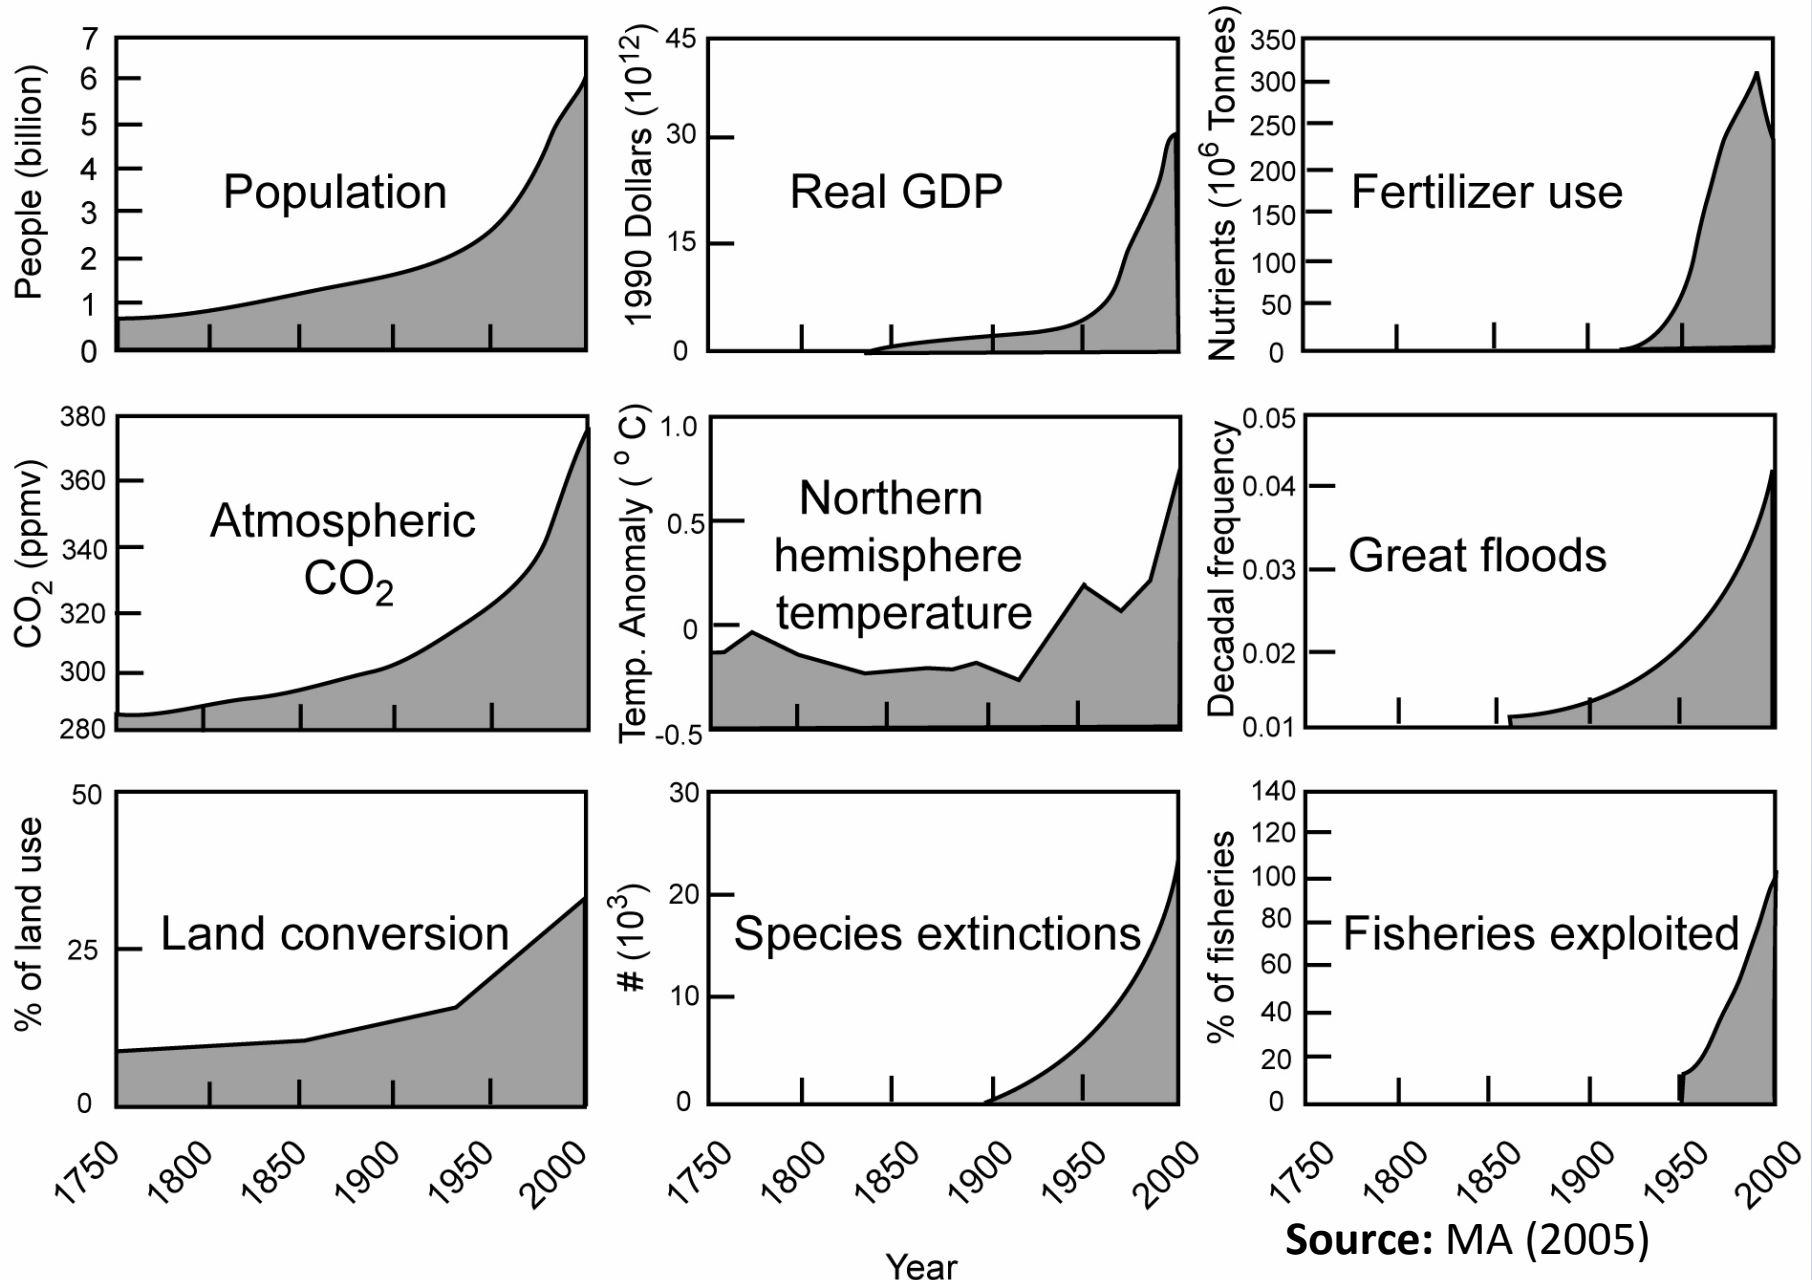 People (billion)
7
6
5
4
3
2
1
0
Population
1990 Dollars (10¹²)
45
30
15
0
Real GDP
Nutrients (10⁶ Tonnes)
350
300
250
200
150
100
50
0
Fertilizer use
CO₂ (ppmv)
380
360
340
320
300
280
Atmospheric
CO₂
Temp. Anomaly ( ° C)
1.0
0.5
0
-0.5
Northern
hemisphere
temperature
Decadal frequency
0.05
0.04
0.03
0.02
0.01
Great floods
% of land use
50
25
0
Land conversion
# (10³)
30
20
10
0
Species extinctions
% of fisheries
140
120
100
80
60
40
20
0
Fisheries exploited
1750 1800 1850 1900 1950 2000
1750 1800 1850 1900 1950 2000
1750 1800 1850 1900 1950 2000
Source: MA (2005)
Year